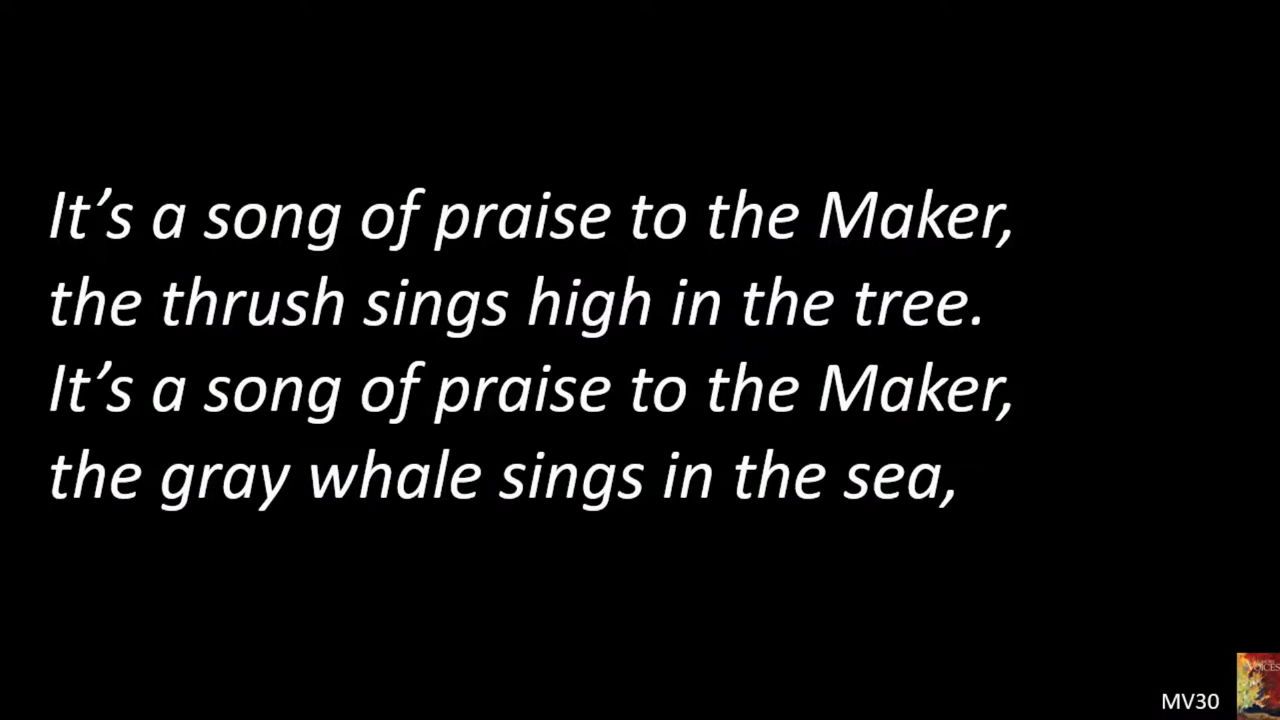 It’s a song of praise to the Maker,
the thrush sings high in the tree.
It’s a song of praise to the Maker,
the gray whale sings in the sea,
VOICES
MV30